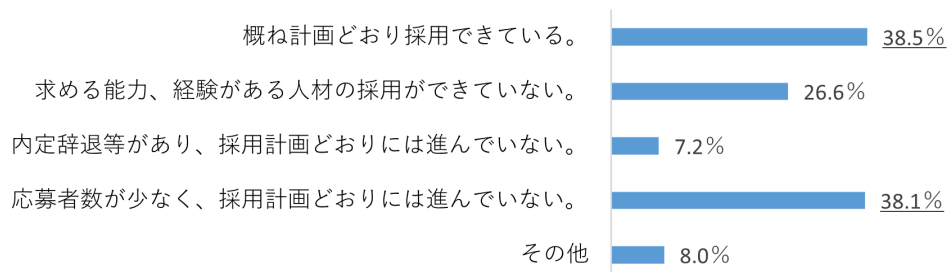 概ね計画どおり採用できている。 38.5%
求める能力、経験がある人材の採用ができていない。 26.6%
内定辞退等があり、採用計画どおりには進んでいない。 7.2%
応募者数が少なく、採用計画どおりには進んでいない。 38.1%
その他 8.0%